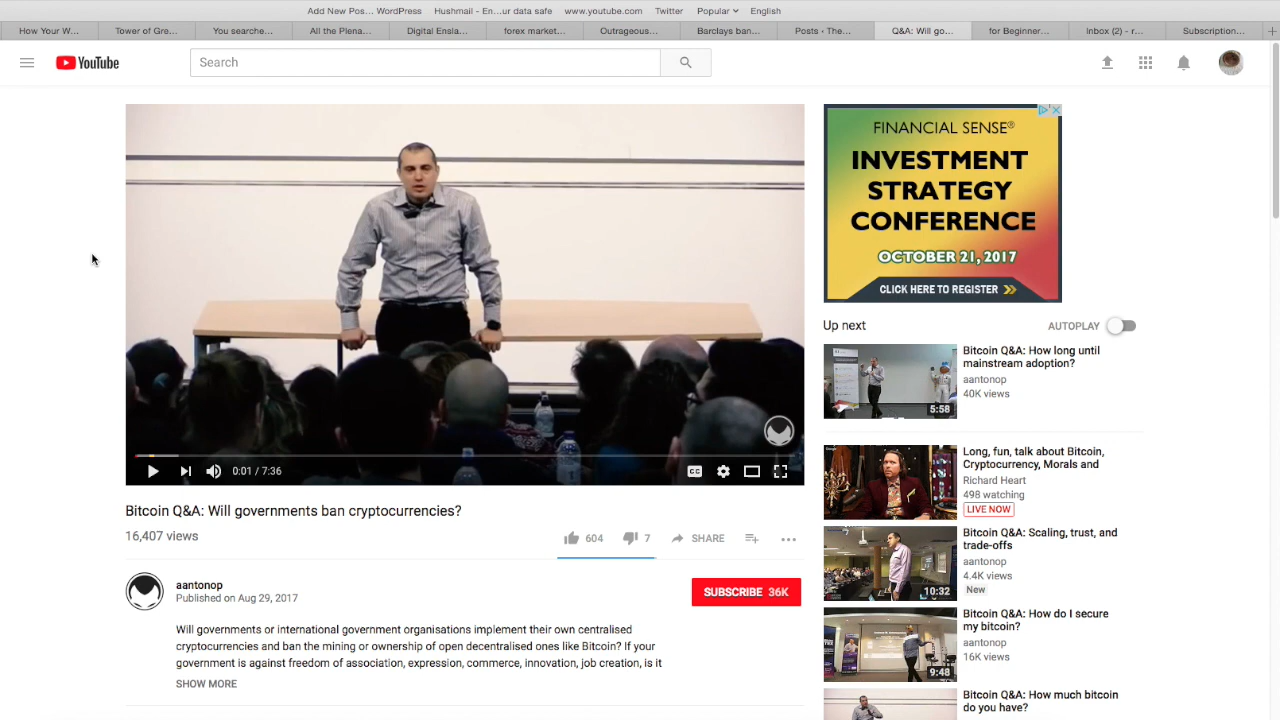 Add New Pos... WordPress Hushmail - En...ur data safe www.youtube.com Twitter Popular English
How Your W... Tower of Gre... You searche... All the Plena... Digital Ensla... forex market... Outrageous... Barclays ban... Posts ‹ The... Q&A: Will go... for Beginner... Inbox (2) - r... Subscription...
YouTube
Search
FINANCIAL SENSE®
INVESTMENT
STRATEGY
CONFERENCE
OCTOBER 21, 2017
CLICK HERE TO REGISTER
0:01 / 7:36
CC
Bitcoin Q&A: Will governments ban cryptocurrencies?
16,407 views
604 7 SHARE
aantonop
Published on Aug 29, 2017
SUBSCRIBE 36K
Will governments or international government organisations implement their own centralised
cryptocurrencies and ban the mining or ownership of open decentralised ones like Bitcoin? If your
government is against freedom of association, expression, commerce, innovation, job creation, is it
SHOW MORE
Up next
AUTOPLAY
Bitcoin Q&A: How long until
mainstream adoption?
aantonop
40K views
5:58
Long, fun, talk about Bitcoin,
Cryptocurrency, Morals and
Richard Heart
498 watching
LIVE NOW
Bitcoin Q&A: Scaling, trust, and
trade-offs
aantonop
4.4K views
New
10:32
Bitcoin Q&A: How do I secure
my bitcoin?
aantonop
16K views
9:48
Bitcoin Q&A: How much bitcoin
do you have?